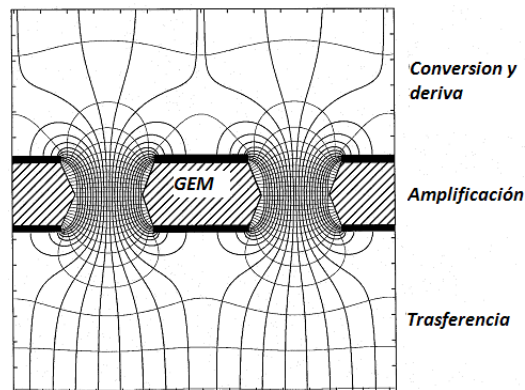 Conversion y
deriva
GEM
Amplificación
Trasferencia